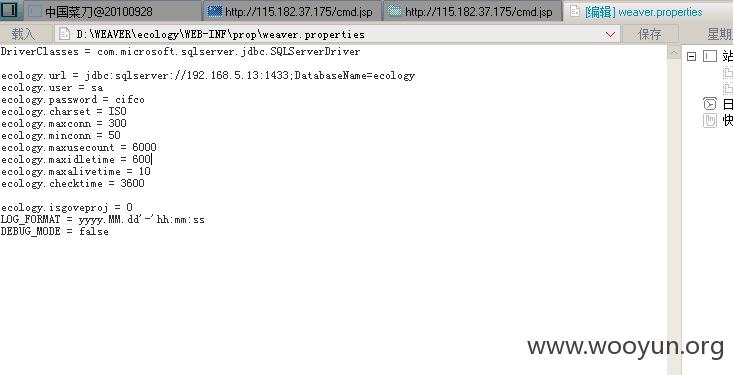 中国菜刀@20100928
http://115.182.37.175/cmd.jsp
http://115.182.37.175/cmd.jsp
[编辑] weaver.properties
载入
D:\WEAVER\ecology\WEB-INF\prop\weaver.properties
保存
星期
DriverClasses = com.microsoft.sqlserver.jdbc.SQLServerDriver
ecology.url = jdbc:sqlserver://192.168.5.13:1433;DatabaseName=ecology
ecology.user = sa
ecology.password = cifco
ecology.charset = ISO
ecology.maxconn = 300
ecology.minconn = 50
ecology.maxusecount = 6000
ecology.maxidletime = 600
ecology.maxalivetime = 10
ecology.checktime = 3600
ecology.isgoveproj = 0
LOG_FORMAT = yyyy.MM.dd'-'hh:mm:ss
DEBUG_MODE = false
站
日
快
www.wooyun.org